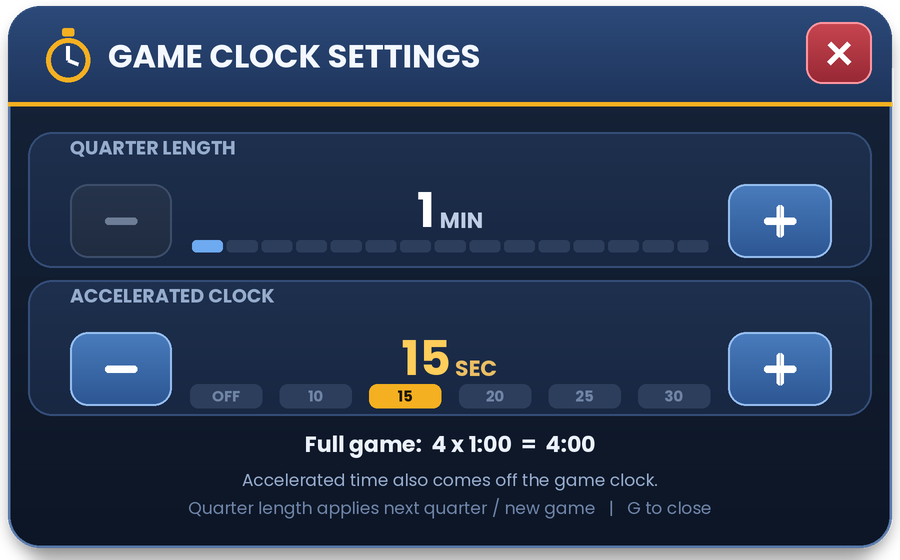 GAME CLOCK SETTINGS
QUARTER LENGTH
1 MIN
ACCELERATED CLOCK
15 SEC
OFF 10 15 20 25 30
Full game: 4 x 1:00 = 4:00
Accelerated time also comes off the game clock.
Quarter length applies next quarter / new game | G to close